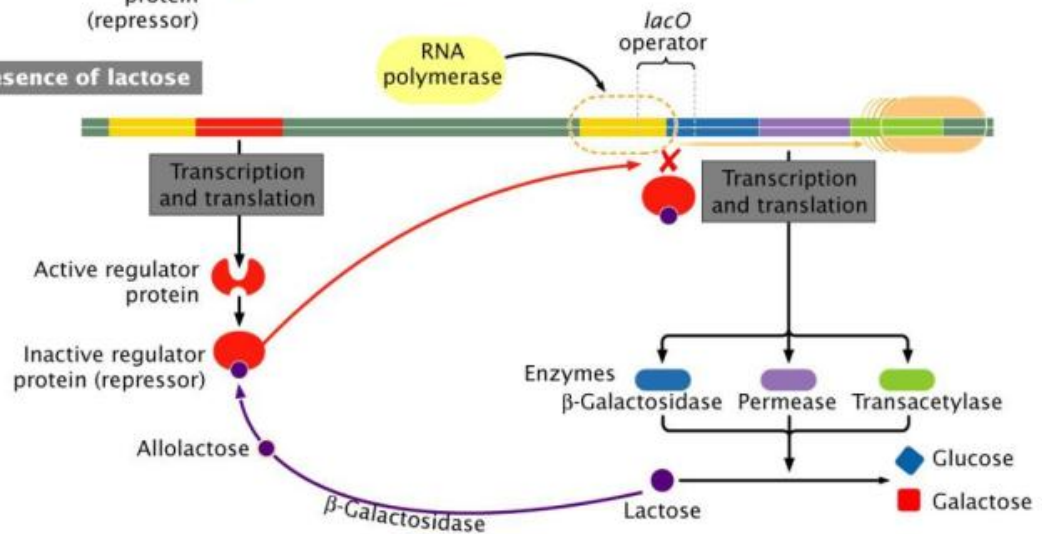 protein
(repressor)
lacO
operator
RNA
polymerase
esence of lactose
Transcription
and translation
Transcription
and translation
Active regulator
protein
Inactive regulator
protein (repressor)
Enzymes
β-Galactosidase
Permease
Transacetylase
Allolactose
β-Galactosidase
Lactose
Glucose
Galactose